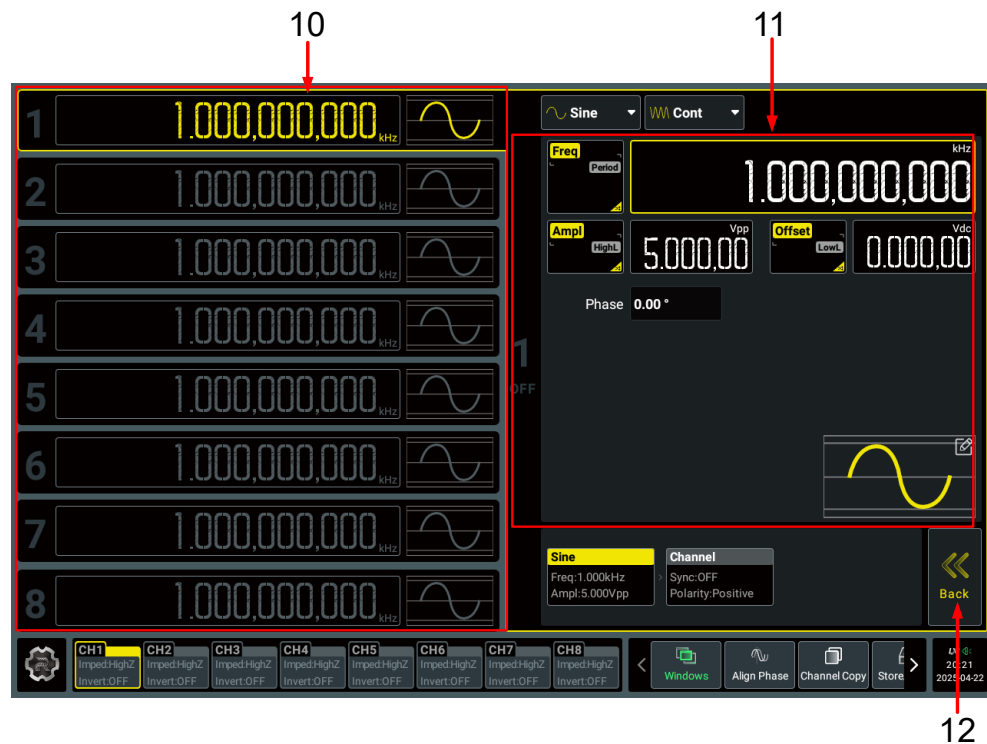 10
11
1 1.000,000,000 kHz
2 1.000,000,000 kHz
3 1.000,000,000 kHz
4 1.000,000,000 kHz
5 1.000,000,000 kHz
6 1.000,000,000 kHz
7 1.000,000,000 kHz
8 1.000,000,000 kHz
Sine Cont
Freq
Period
kHz
1.000,000,000
Ampl
HighL
Vpp
5.000,00
Offset
LowL
Vdc
0.000,00
Phase 0.00 °
1
OFF
Sine
Freq:1.000kHz
Ampl:5.000Vpp
Channel
Sync:OFF
Polarity:Positive
Back
CH1
Imped:HighZ
Invert:OFF
CH2
Imped:HighZ
Invert:OFF
CH3
Imped:HighZ
Invert:OFF
CH4
Imped:HighZ
Invert:OFF
CH5
Imped:HighZ
Invert:OFF
CH6
Imped:HighZ
Invert:OFF
CH7
Imped:HighZ
Invert:OFF
CH8
Imped:HighZ
Invert:OFF
Windows
Align Phase
Channel Copy
Store
20:21
2025-04-22
12